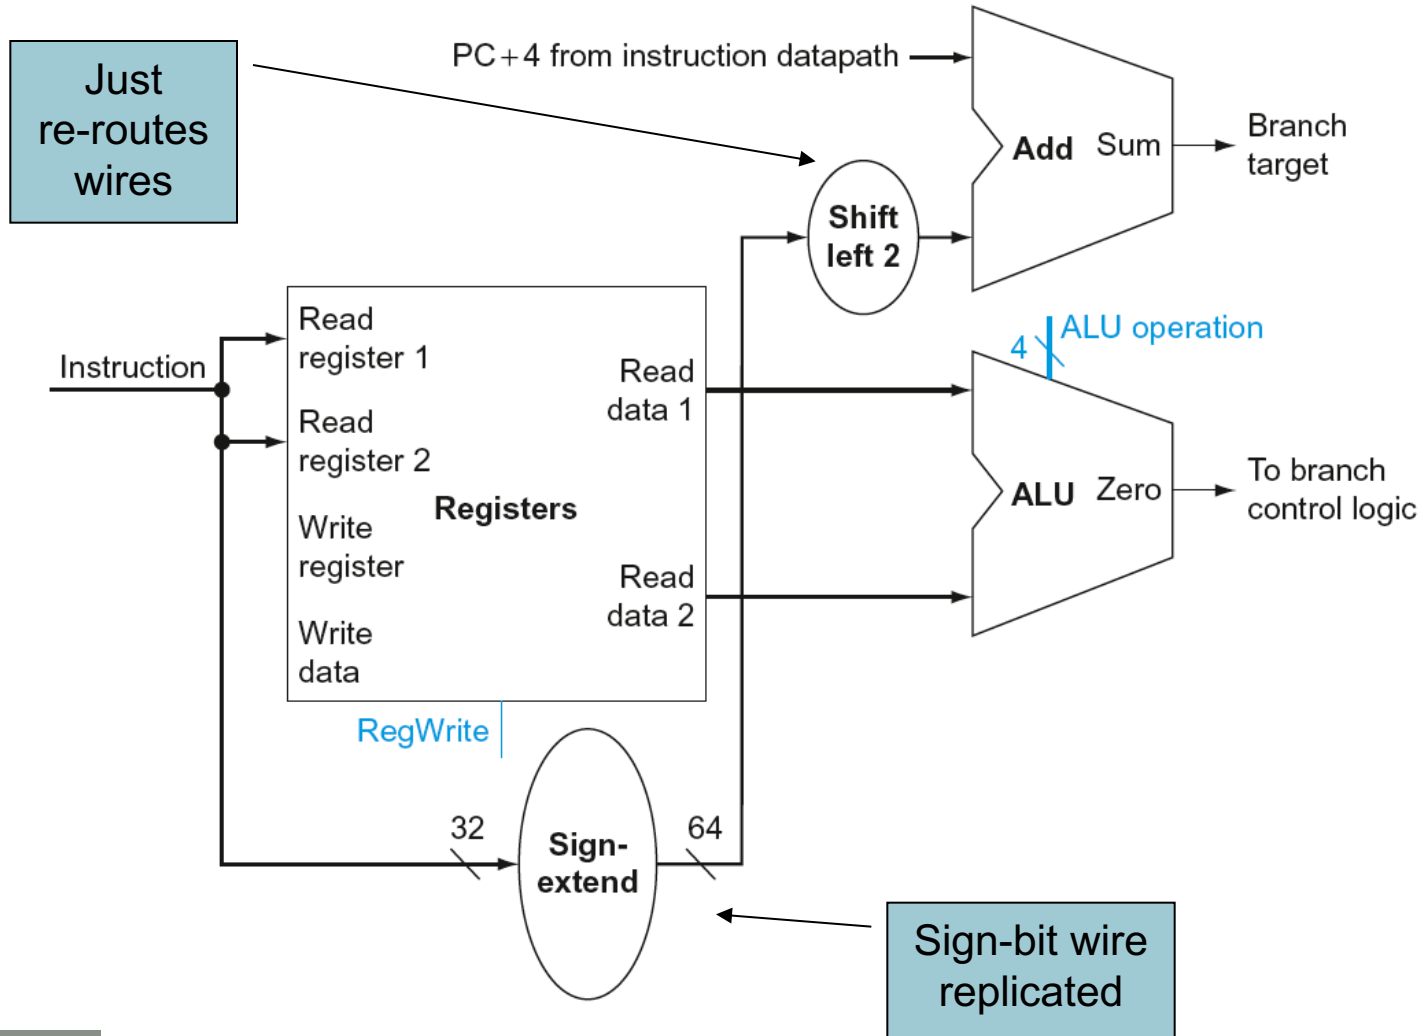 Just
re-routes
wires
PC+4 from instruction datapath
Add Sum
Branch
target
Shift
left 2
ALU operation
4
Instruction
Read
register 1
Read
register 2
Write
register
Write
data
Registers
Read
data 1
Read
data 2
ALU Zero
To branch
control logic
RegWrite
32
Sign-
extend
64
Sign-bit wire
replicated